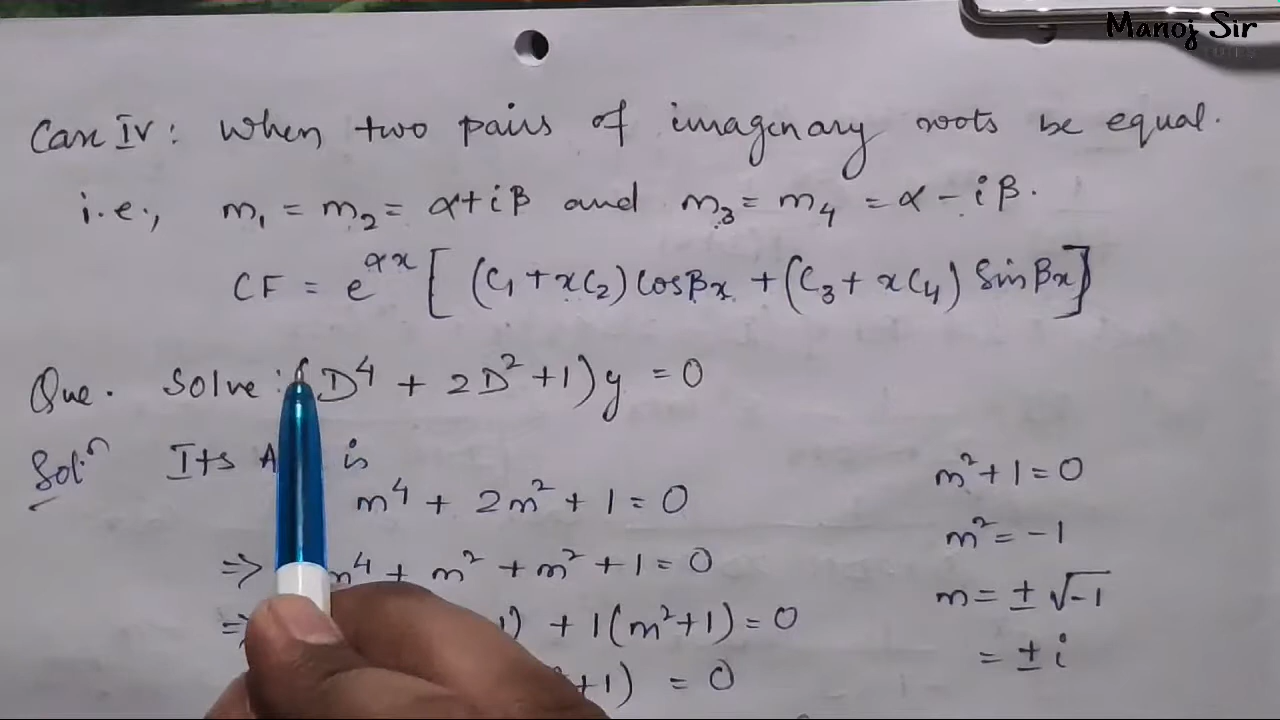 Manoj Sir
Case IV: When two pairs of imaginary roots be equal.
i.e., m₁ = m₂ = α+iβ and m₃ = m₄ = α-iβ.
CF = e^{αx} [(C₁+xC₂) Cosβx + (C₃+xC₄) Sinβx]
Que. Solve: (D⁴ + 2D² + 1)y = 0
Solⁿ Its A is
m⁴ + 2m² + 1 = 0
⇒ m⁴ + m² + m² + 1 = 0
⇒ 1) + 1(m²+1) = 0
+1) = 0
m²+1 = 0
m² = -1
m = ± √-1
= ± i